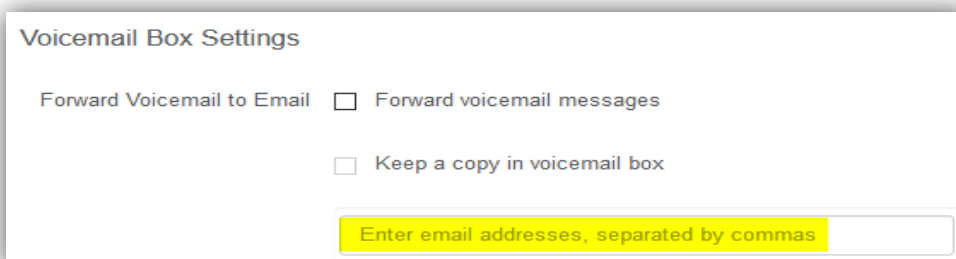 Voicemail Box Settings
Forward Voicemail to Email Forward voicemail messages
Keep a copy in voicemail box
Enter email addresses, separated by commas